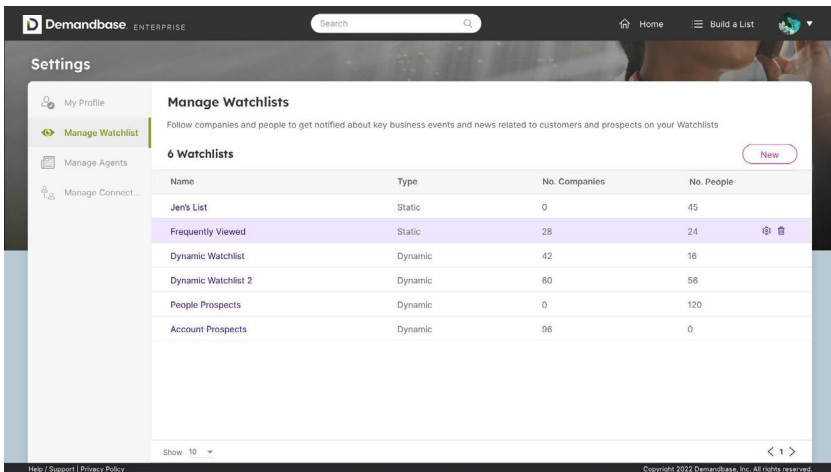 Demandbase. ENTERPRISE
Search
Home
Build a List
Settings
My Profile
Manage Watchlist
Manage Agents
Manage Connect...
Manage Watchlists
Follow companies and people to get notified about key business events and news related to customers and prospects on your Watchlists
6 Watchlists
New
Name Type No. Companies No. People
Jen's List Static 0 45
Frequently Viewed Static 28 24
Dynamic Watchlist Dynamic 42 16
Dynamic Watchlist 2 Dynamic 60 56
People Prospects Dynamic 0 120
Account Prospects Dynamic 96 0
Show 10
1
Help / Support | Privacy Policy
Copyright 2022 Demandbase, Inc. All rights reserved.